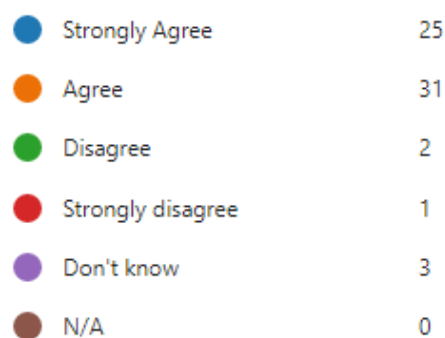 Strongly Agree 25
Agree 31
Disagree 2
Strongly disagree 1
Don't know 3
N/A 0